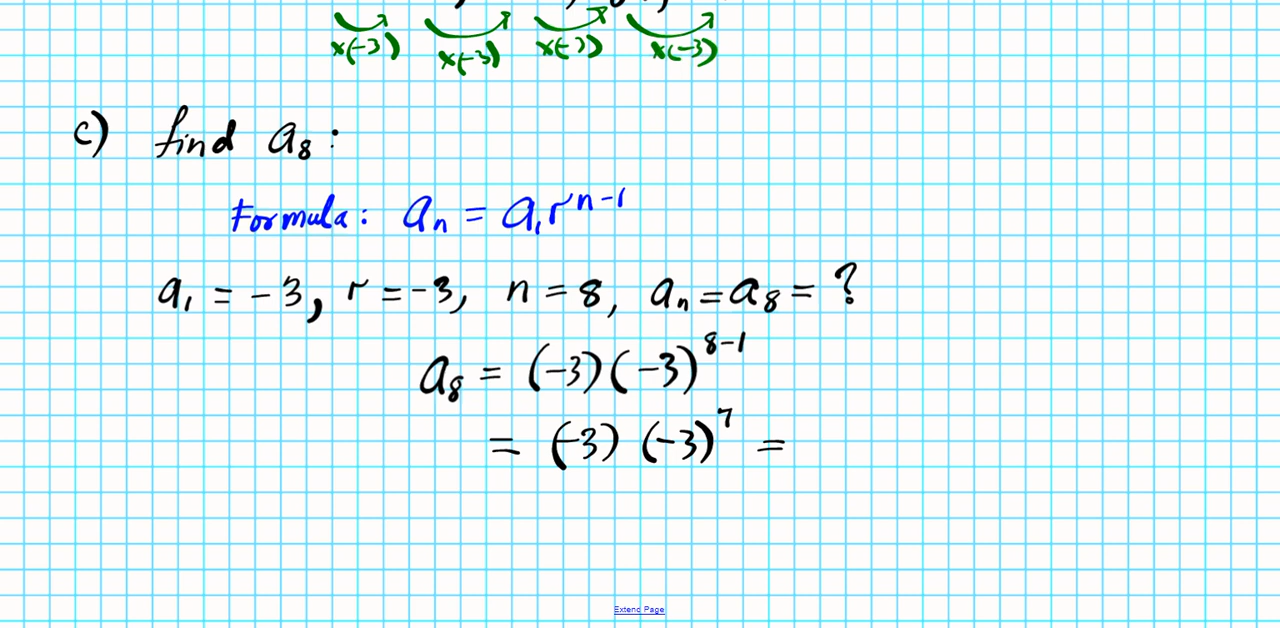 x(-3) x(-3) x(-3) x(-3)
c) find a₈ :
Formula: aₙ = a₁rⁿ⁻¹
a₁ = -3, r = -3, n = 8, aₙ = a₈ = ?
a₈ = (-3)(-3)⁸⁻¹
= (-3) (-3)⁷ =
Extend Page